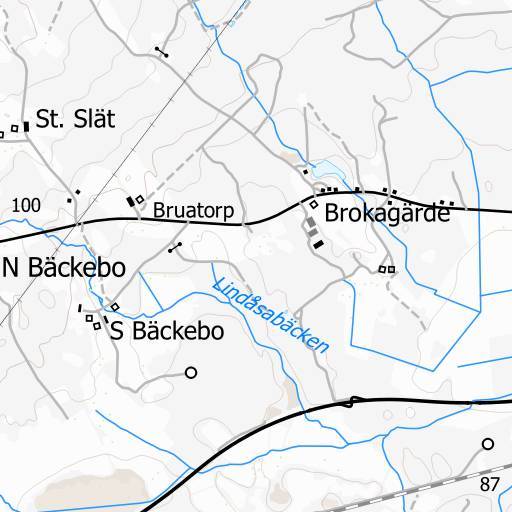 St. Slät
100
Bruatorp
Brokagärde
N Bäckebo
Lindåsabäcken
S Bäckebo
87